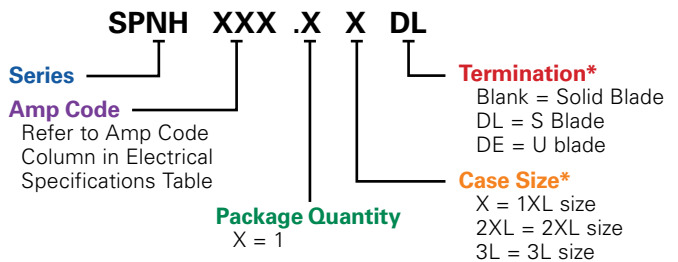 SPNH XXX .X X DL
Series
Amp Code
Refer to Amp Code
Column in Electrical
Specifications Table
Package Quantity
X = 1
Termination*
Blank = Solid Blade
DL = S Blade
DE = U blade
Case Size*
X = 1XL size
2XL = 2XL size
3L = 3L size